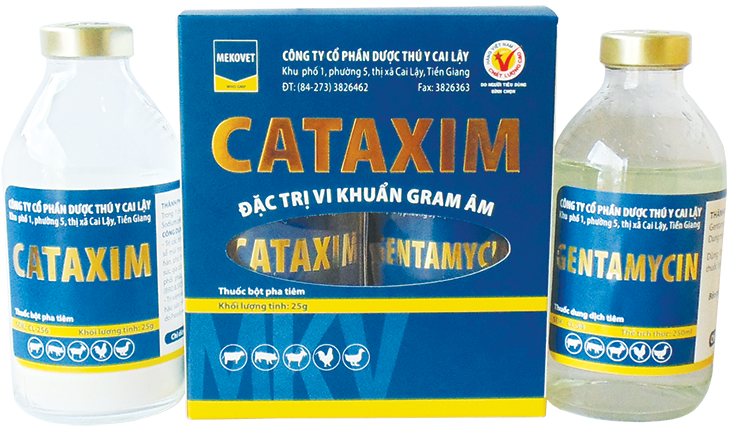 CÔNG TY CỔ PHẦN DƯỢC THÚ Y CAI LẬY
Khu phố 1, phường 5, thị xã Cai Lậy, Tiền Giang
CATAXIM
Thuốc bột pha tiêm
Khối lượng tịnh: 25g
MEKOVET
WHO GMP
CÔNG TY CỔ PHẦN DƯỢC THÚ Y CAI LẬY
Khu phố 1, phường 5, thị xã Cai Lậy, Tiền Giang
ĐT: (84-273) 3826462 Fax: 3826363
HÀNG VIỆT NAM
CHẤT LƯỢNG CAO
DO NGƯỜI TIÊU DÙNG
BÌNH CHỌN
CATAXIM
ĐẶC TRỊ VI KHUẨN GRAM ÂM
CATAXIM
GENTAMYCI
Thuốc bột pha tiêm
Khối lượng tịnh: 25g
MKV
CÔNG TY CỔ PHẦN DƯỢC THÚ Y CAI LẬY
Khu phố 1, phường 5, thị xã Cai Lậy, Tiền Giang
GENTAMYCIN
Thuốc dung dịch tiêm
Thể tích thực: 250ml